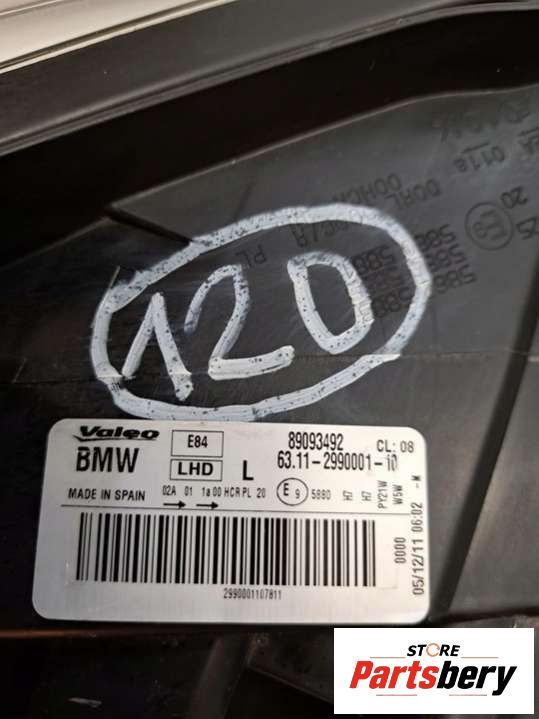 120
Valeo
E84
89093492
CL: 08
BMW
LHD
L
63.11-2990001-10
MADE IN SPAIN
02A 01 1a 00 HCR PL 20
E 9 5880
H7 H7
PY21W
W5W
0000
05/12/11 06:02 -M
2990001107811
STORE
Partsbery